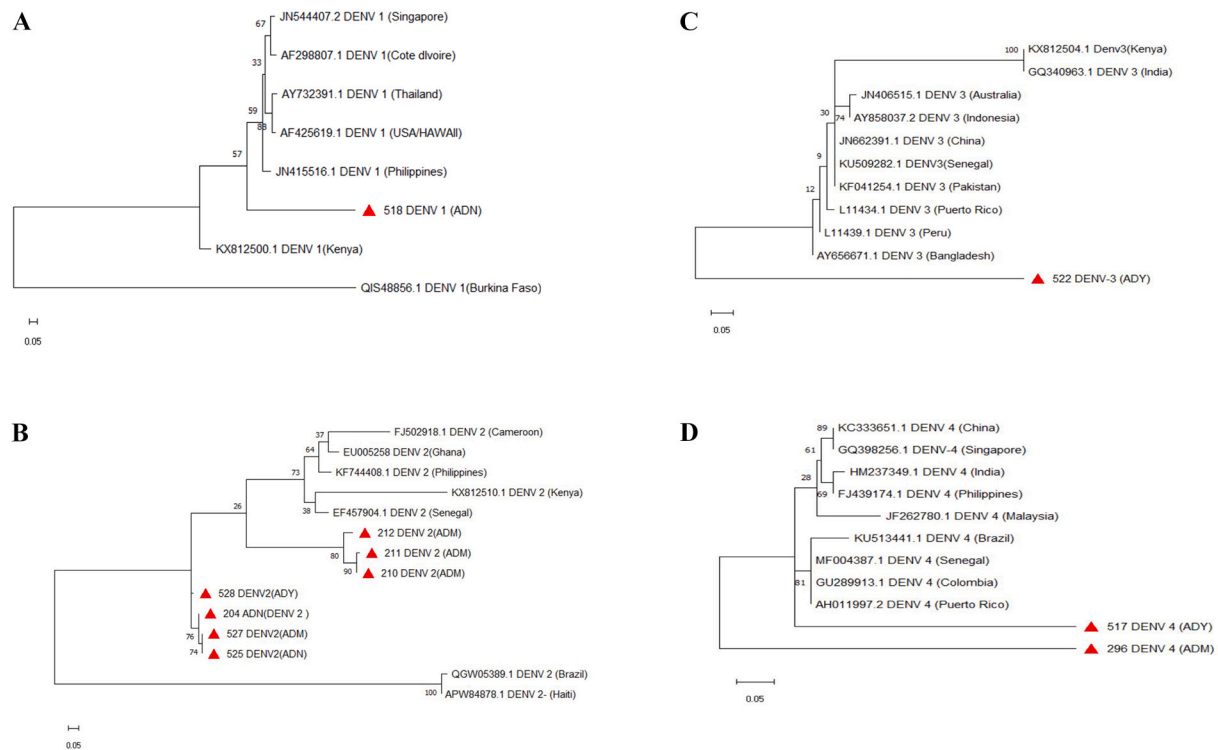 A
67
JN544407.2 DENV 1 (Singapore)
AF298807.1 DENV 1(Cote dIvoire)
33
AY732391.1 DENV 1 (Thailand)
59
88
AF425619.1 DENV 1 (USA/HAWAII)
57
JN415516.1 DENV 1 (Philippines)
518 DENV 1 (ADN)
KX812500.1 DENV 1(Kenya)
QIS48856.1 DENV 1(Burkina Faso)
0.05
B
37
FJ502918.1 DENV 2 (Cameroon)
64
EU005258 DENV 2(Ghana)
73
KF744408.1 DENV 2 (Philippines)
KX812510.1 DENV 2 (Kenya)
38
EF457904.1 DENV 2 (Senegal)
26
212 DENV 2(ADM)
80
211 DENV 2 (ADM)
90
210 DENV 2(ADM)
528 DENV2(ADY)
204 ADN(DENV 2 )
76
527 DENV2(ADM)
74
525 DENV2(ADN)
QGW05389.1 DENV 2 (Brazil)
100
APW84878.1 DENV 2- (Haiti)
0.05
C
100
KX812504.1 Denv3(Kenya)
GQ340963.1 DENV 3 (India)
JN406515.1 DENV 3 (Australia)
30
74
AY858037.2 DENV 3 (Indonesia)
JN662391.1 DENV 3 (China)
9
KU509282.1 DENV3(Senegal)
12
KF041254.1 DENV 3 (Pakistan)
L11434.1 DENV 3 (Puerto Rico)
L11439.1 DENV 3 (Peru)
AY656671.1 DENV 3 (Bangladesh)
522 DENV-3 (ADY)
0.05
D
89
KC333651.1 DENV 4 (China)
61
GQ398256.1 DENV-4 (Singapore)
28
HM237349.1 DENV 4 (India)
69
FJ439174.1 DENV 4 (Philippines)
JF262780.1 DENV 4 (Malaysia)
KU513441.1 DENV 4 (Brazil)
MF004387.1 DENV 4 (Senegal)
81
GU289913.1 DENV 4 (Colombia)
AH011997.2 DENV 4 (Puerto Rico)
517 DENV 4 (ADY)
296 DENV 4 (ADM)
0.05